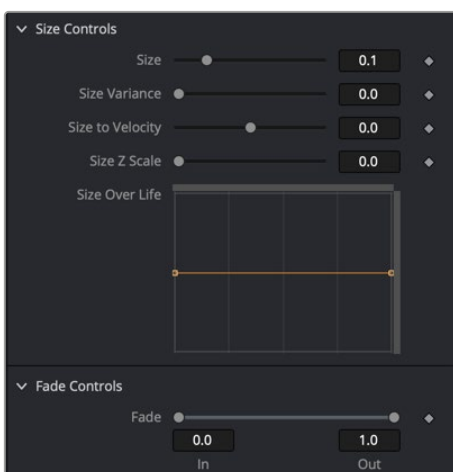 Size Controls
Size 0.1
Size Variance 0.0
Size to Velocity 0.0
Size Z Scale 0.0
Size Over Life
Fade Controls
Fade
0.0 1.0
In Out